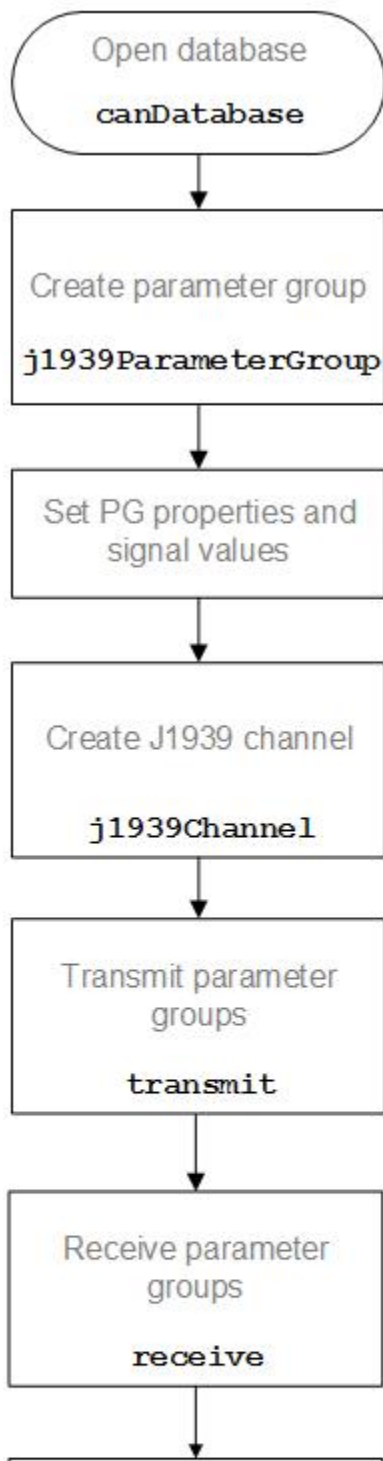 Open database
canDatabase
Create parameter group
j1939ParameterGroup
Set PG properties and
signal values
Create J1939 channel
j1939Channel
Transmit parameter
groups
transmit
Receive parameter
groups
receive